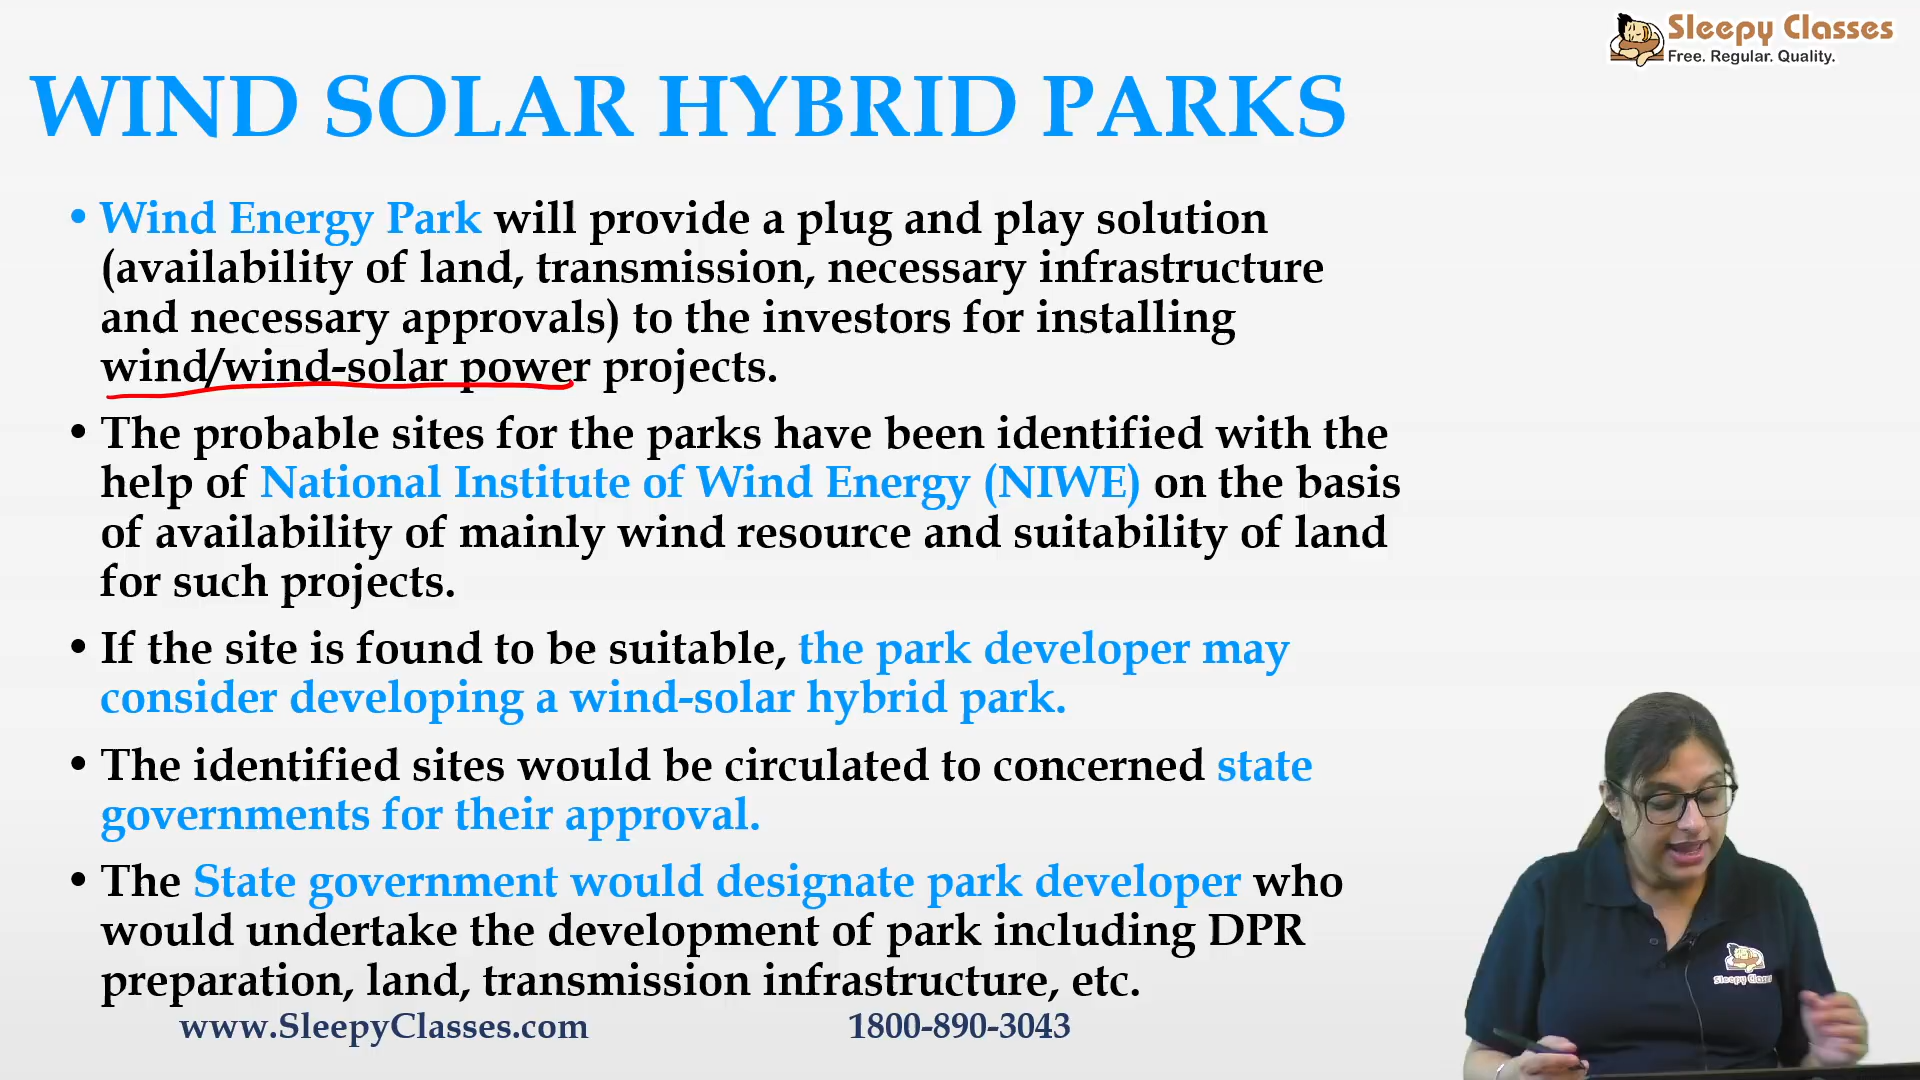 Sleepy Classes
Free. Regular. Quality.
WIND SOLAR HYBRID PARKS
• Wind Energy Park will provide a plug and play solution
(availability of land, transmission, necessary infrastructure
and necessary approvals) to the investors for installing
wind/wind-solar power projects.
• The probable sites for the parks have been identified with the
help of National Institute of Wind Energy (NIWE) on the basis
of availability of mainly wind resource and suitability of land
for such projects.
• If the site is found to be suitable, the park developer may
consider developing a wind-solar hybrid park.
• The identified sites would be circulated to concerned state
governments for their approval.
• The State government would designate park developer who
would undertake the development of park including DPR
preparation, land, transmission infrastructure, etc.
www.SleepyClasses.com 1800-890-3043
Sleepy Classes